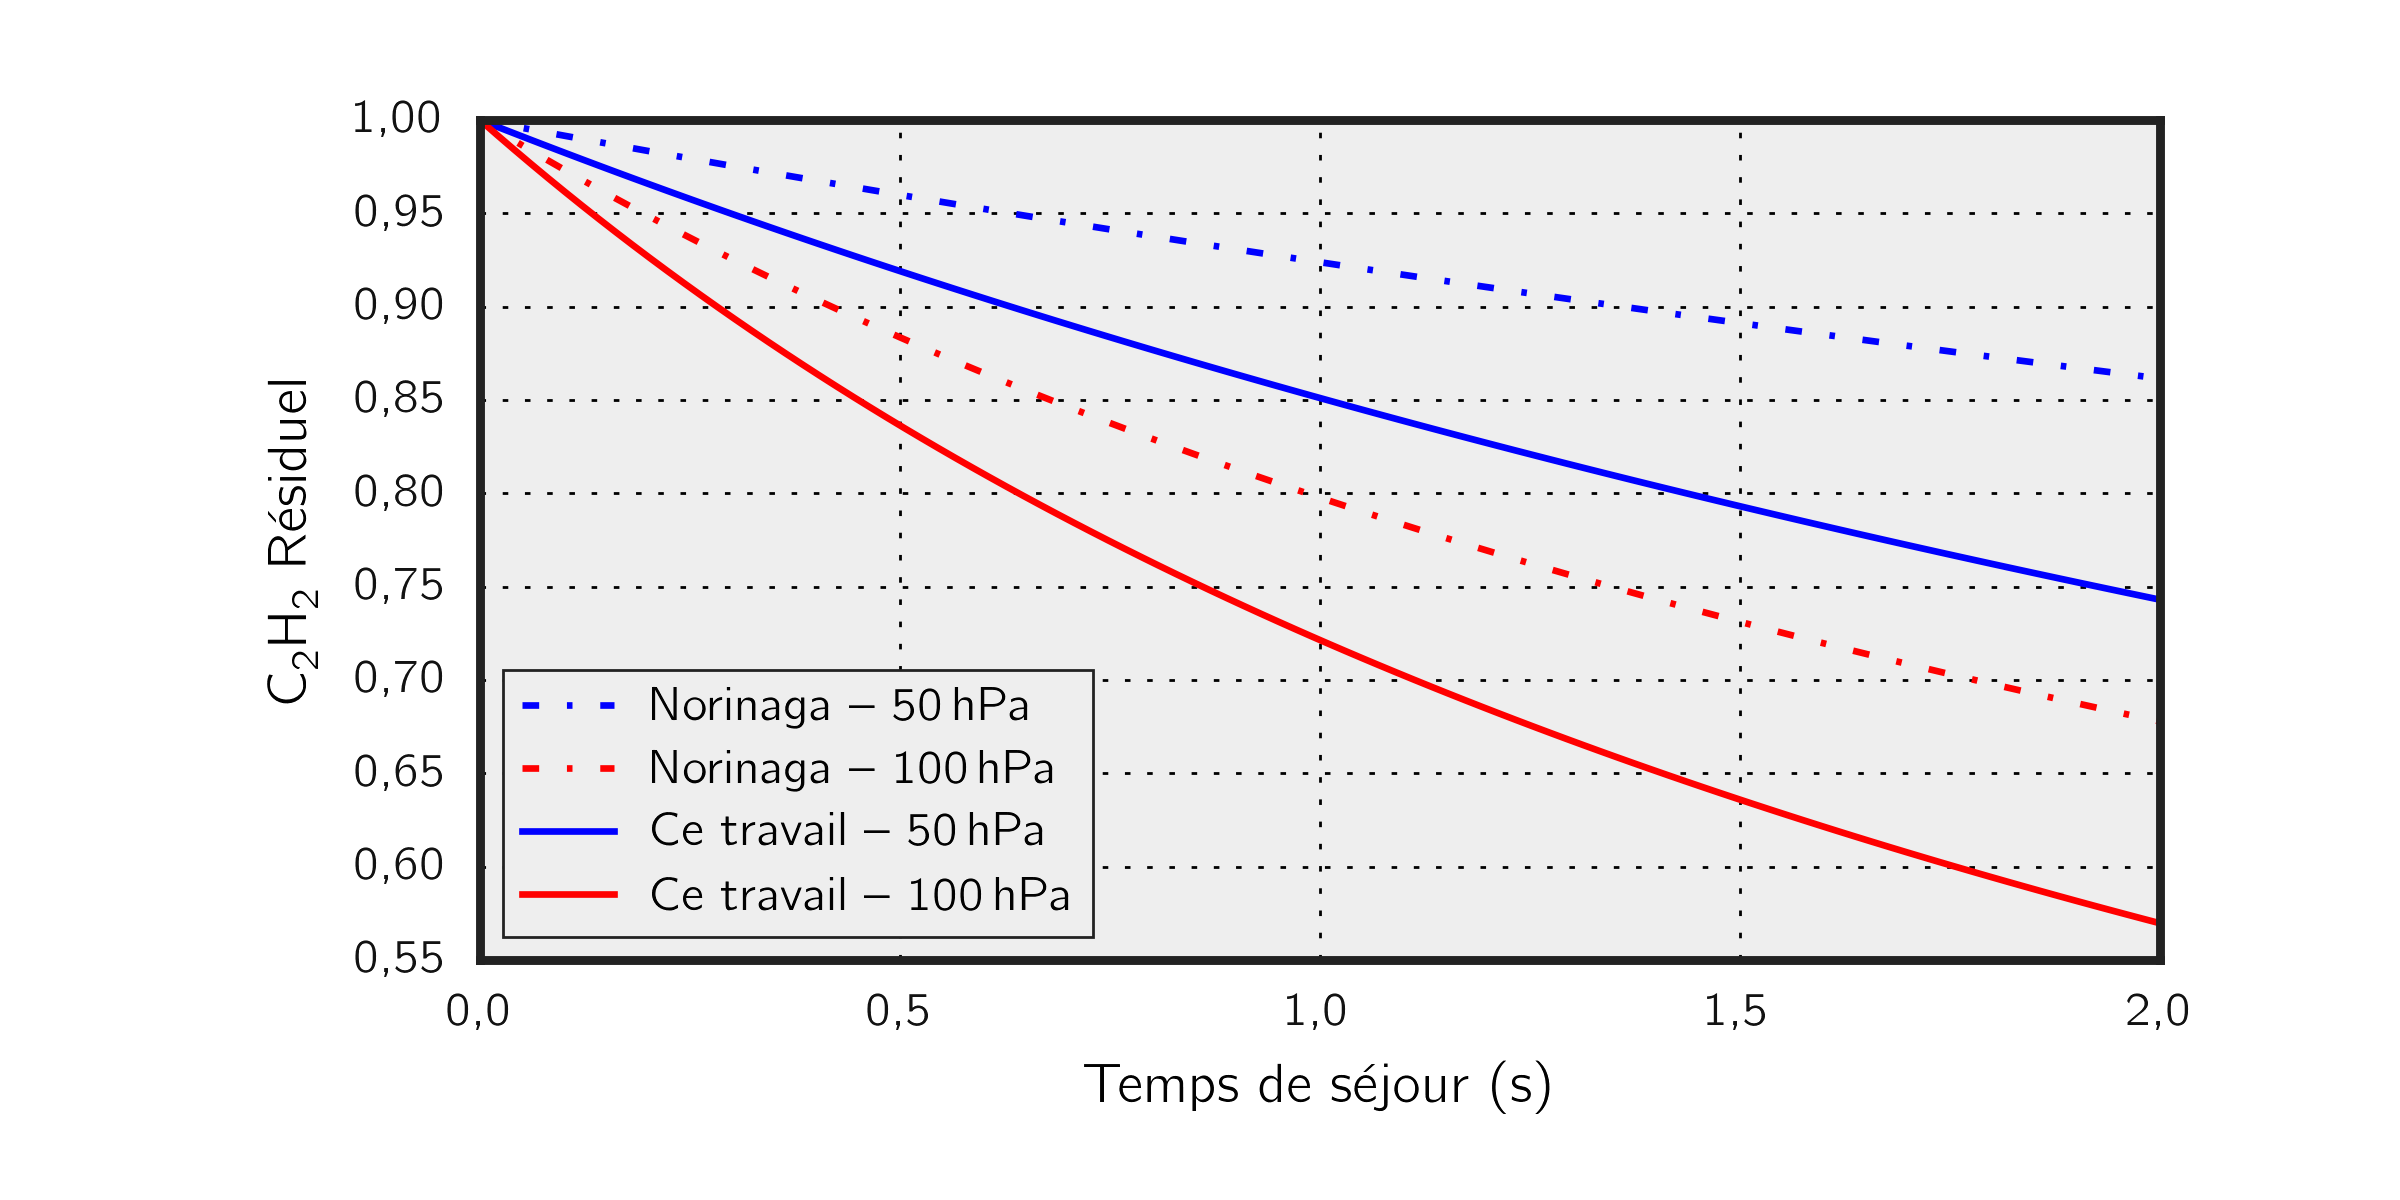 1,00
0,95
0,90
0,85
0,80
0,75
0,70
0,65
0,60
0,55
C₂H₂ Résiduel
Norinaga – 50 hPa
Norinaga – 100 hPa
Ce travail – 50 hPa
Ce travail – 100 hPa
0,0 0,5 1,0 1,5 2,0
Temps de séjour (s)